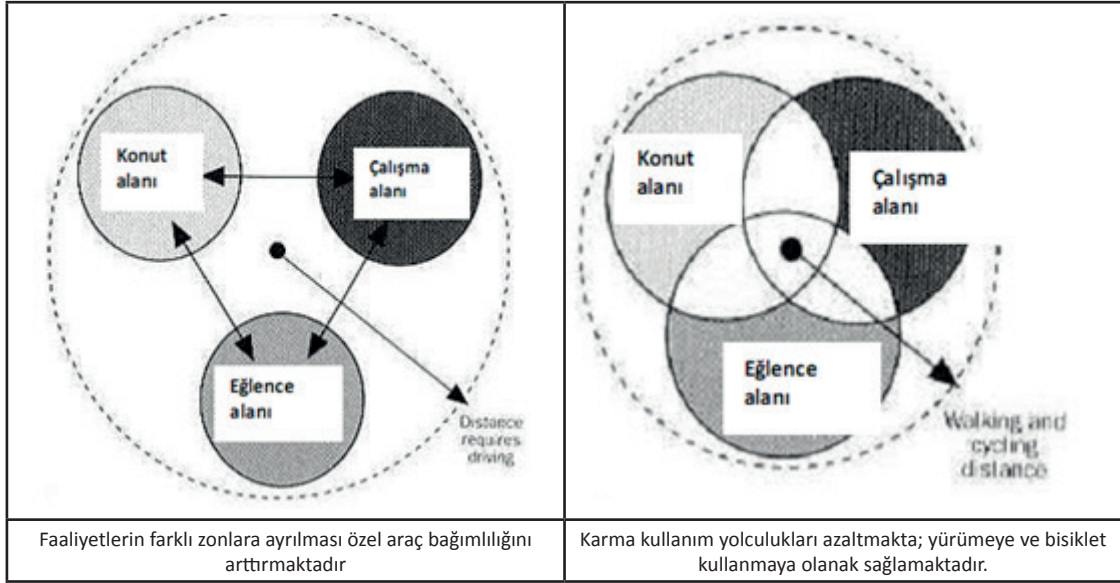 Konut
alanı
Çalışma
alanı
Eğlence
alanı
Distance
requires
driving
Faaliyetlerin farklı zonlara ayrılması özel araç bağımlılığını
arttırmaktadır
Konut
alanı
Çalışma
alanı
Eğlence
alanı
Walking and
cycling
distance
Karma kullanım yolculukları azaltmakta; yürümeye ve bisiklet
kullanmaya olanak sağlamaktadır.